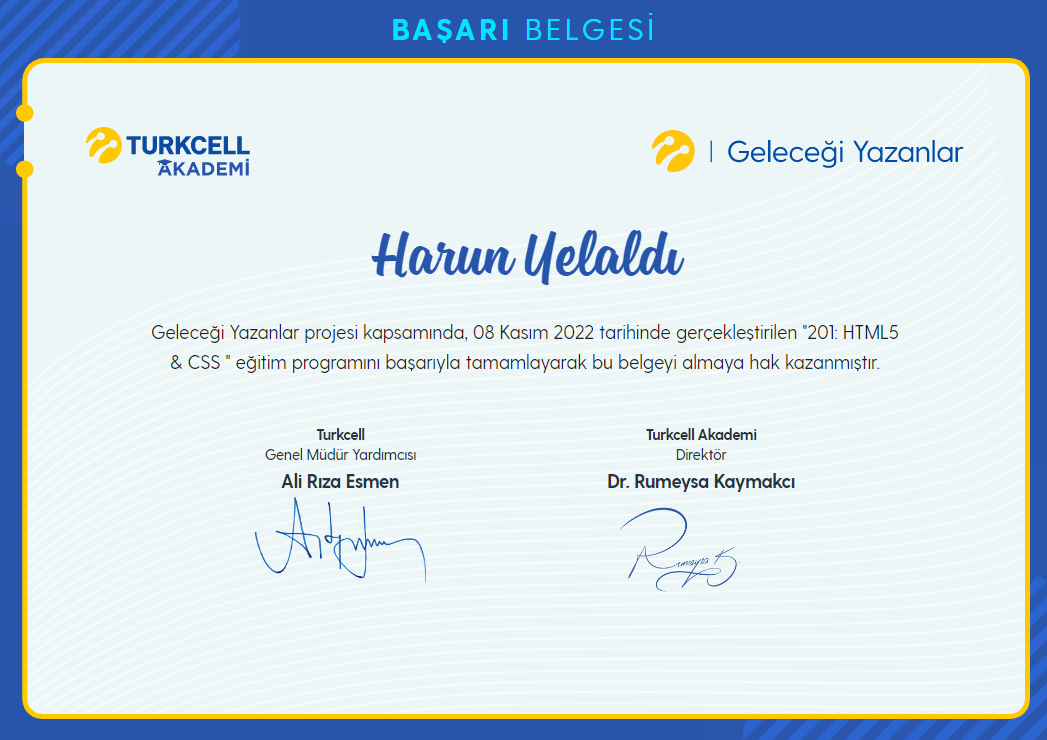 BAŞARI BELGESİ
TURKCELL
AKADEMİ
Geleceği Yazanlar
Harun Yelaldı
Geleceği Yazanlar projesi kapsamında, 08 Kasım 2022 tarihinde gerçekleştirilen "201: HTML5
& CSS " eğitim programını başarıyla tamamlayarak bu belgeyi almaya hak kazanmıştır.
Turkcell
Genel Müdür Yardımcısı
Ali Rıza Esmen
Turkcell Akademi
Direktör
Dr. Rumeysa Kaymakcı
Rumeysa K.